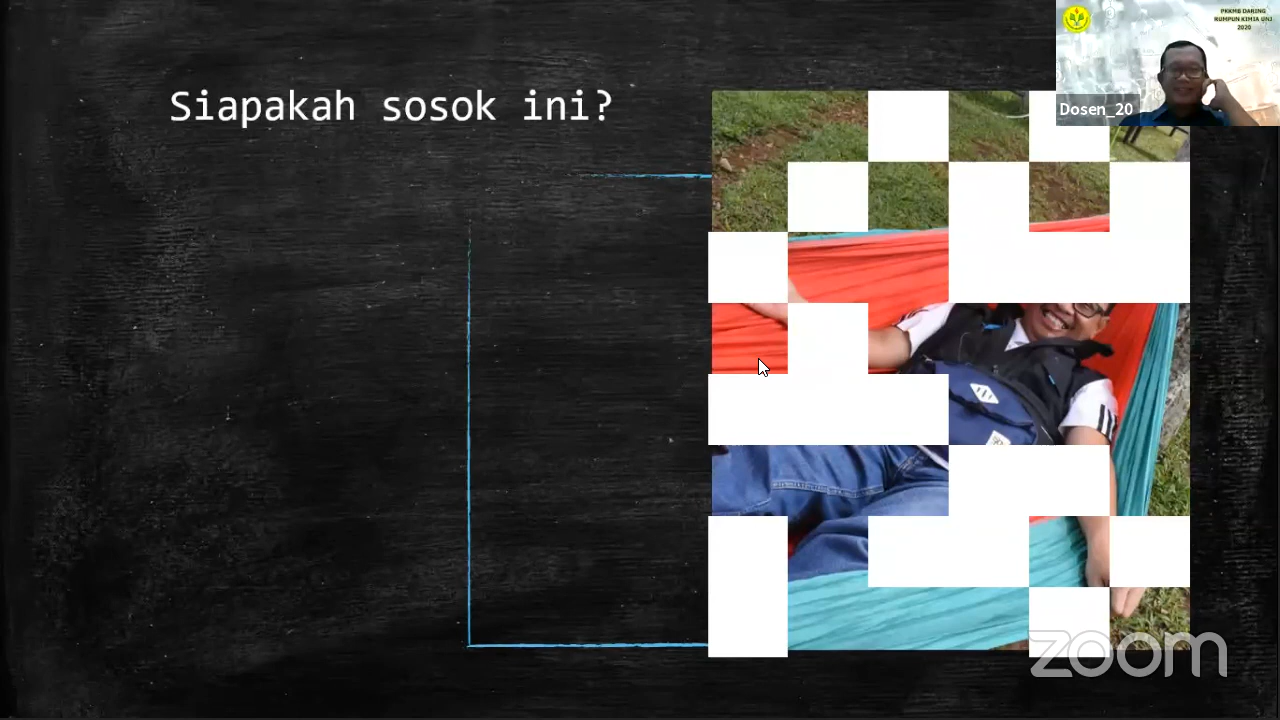 Siapakah sosok ini?
PKKMB DARING
RUMPUN KIMIA UNJ
2020
Dosen_20
zoom